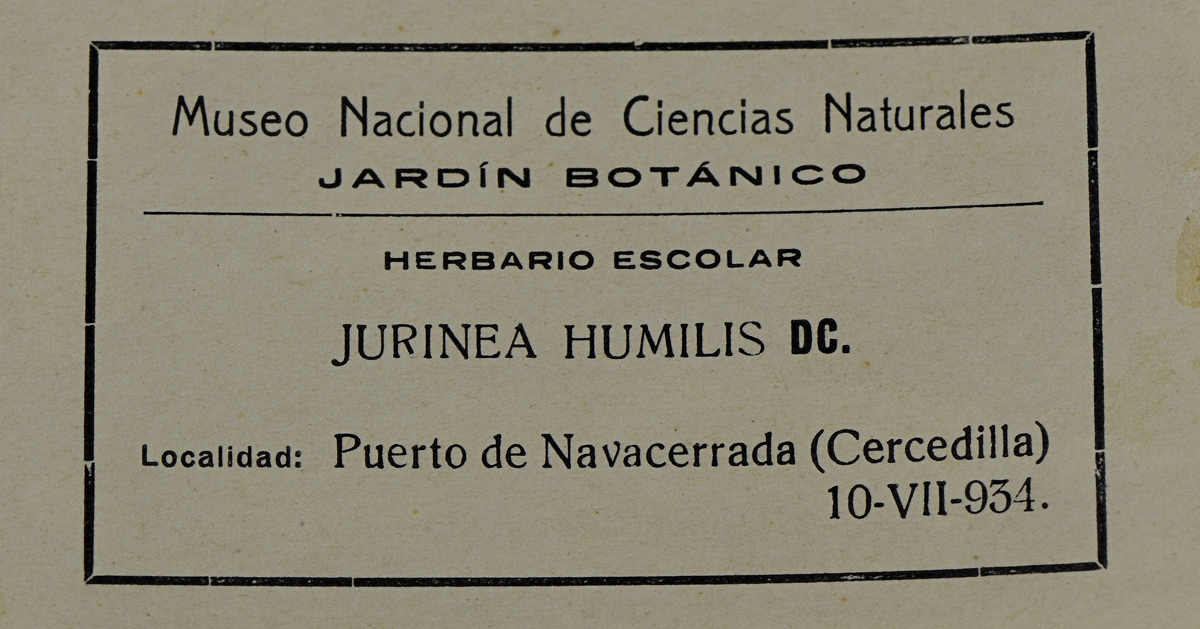 Museo Nacional de Ciencias Naturales
JARDÍN BOTÁNICO
HERBARIO ESCOLAR
JURINEA HUMILIS DC.
Localidad: Puerto de Navacerrada (Cercedilla)
10-VII-934.